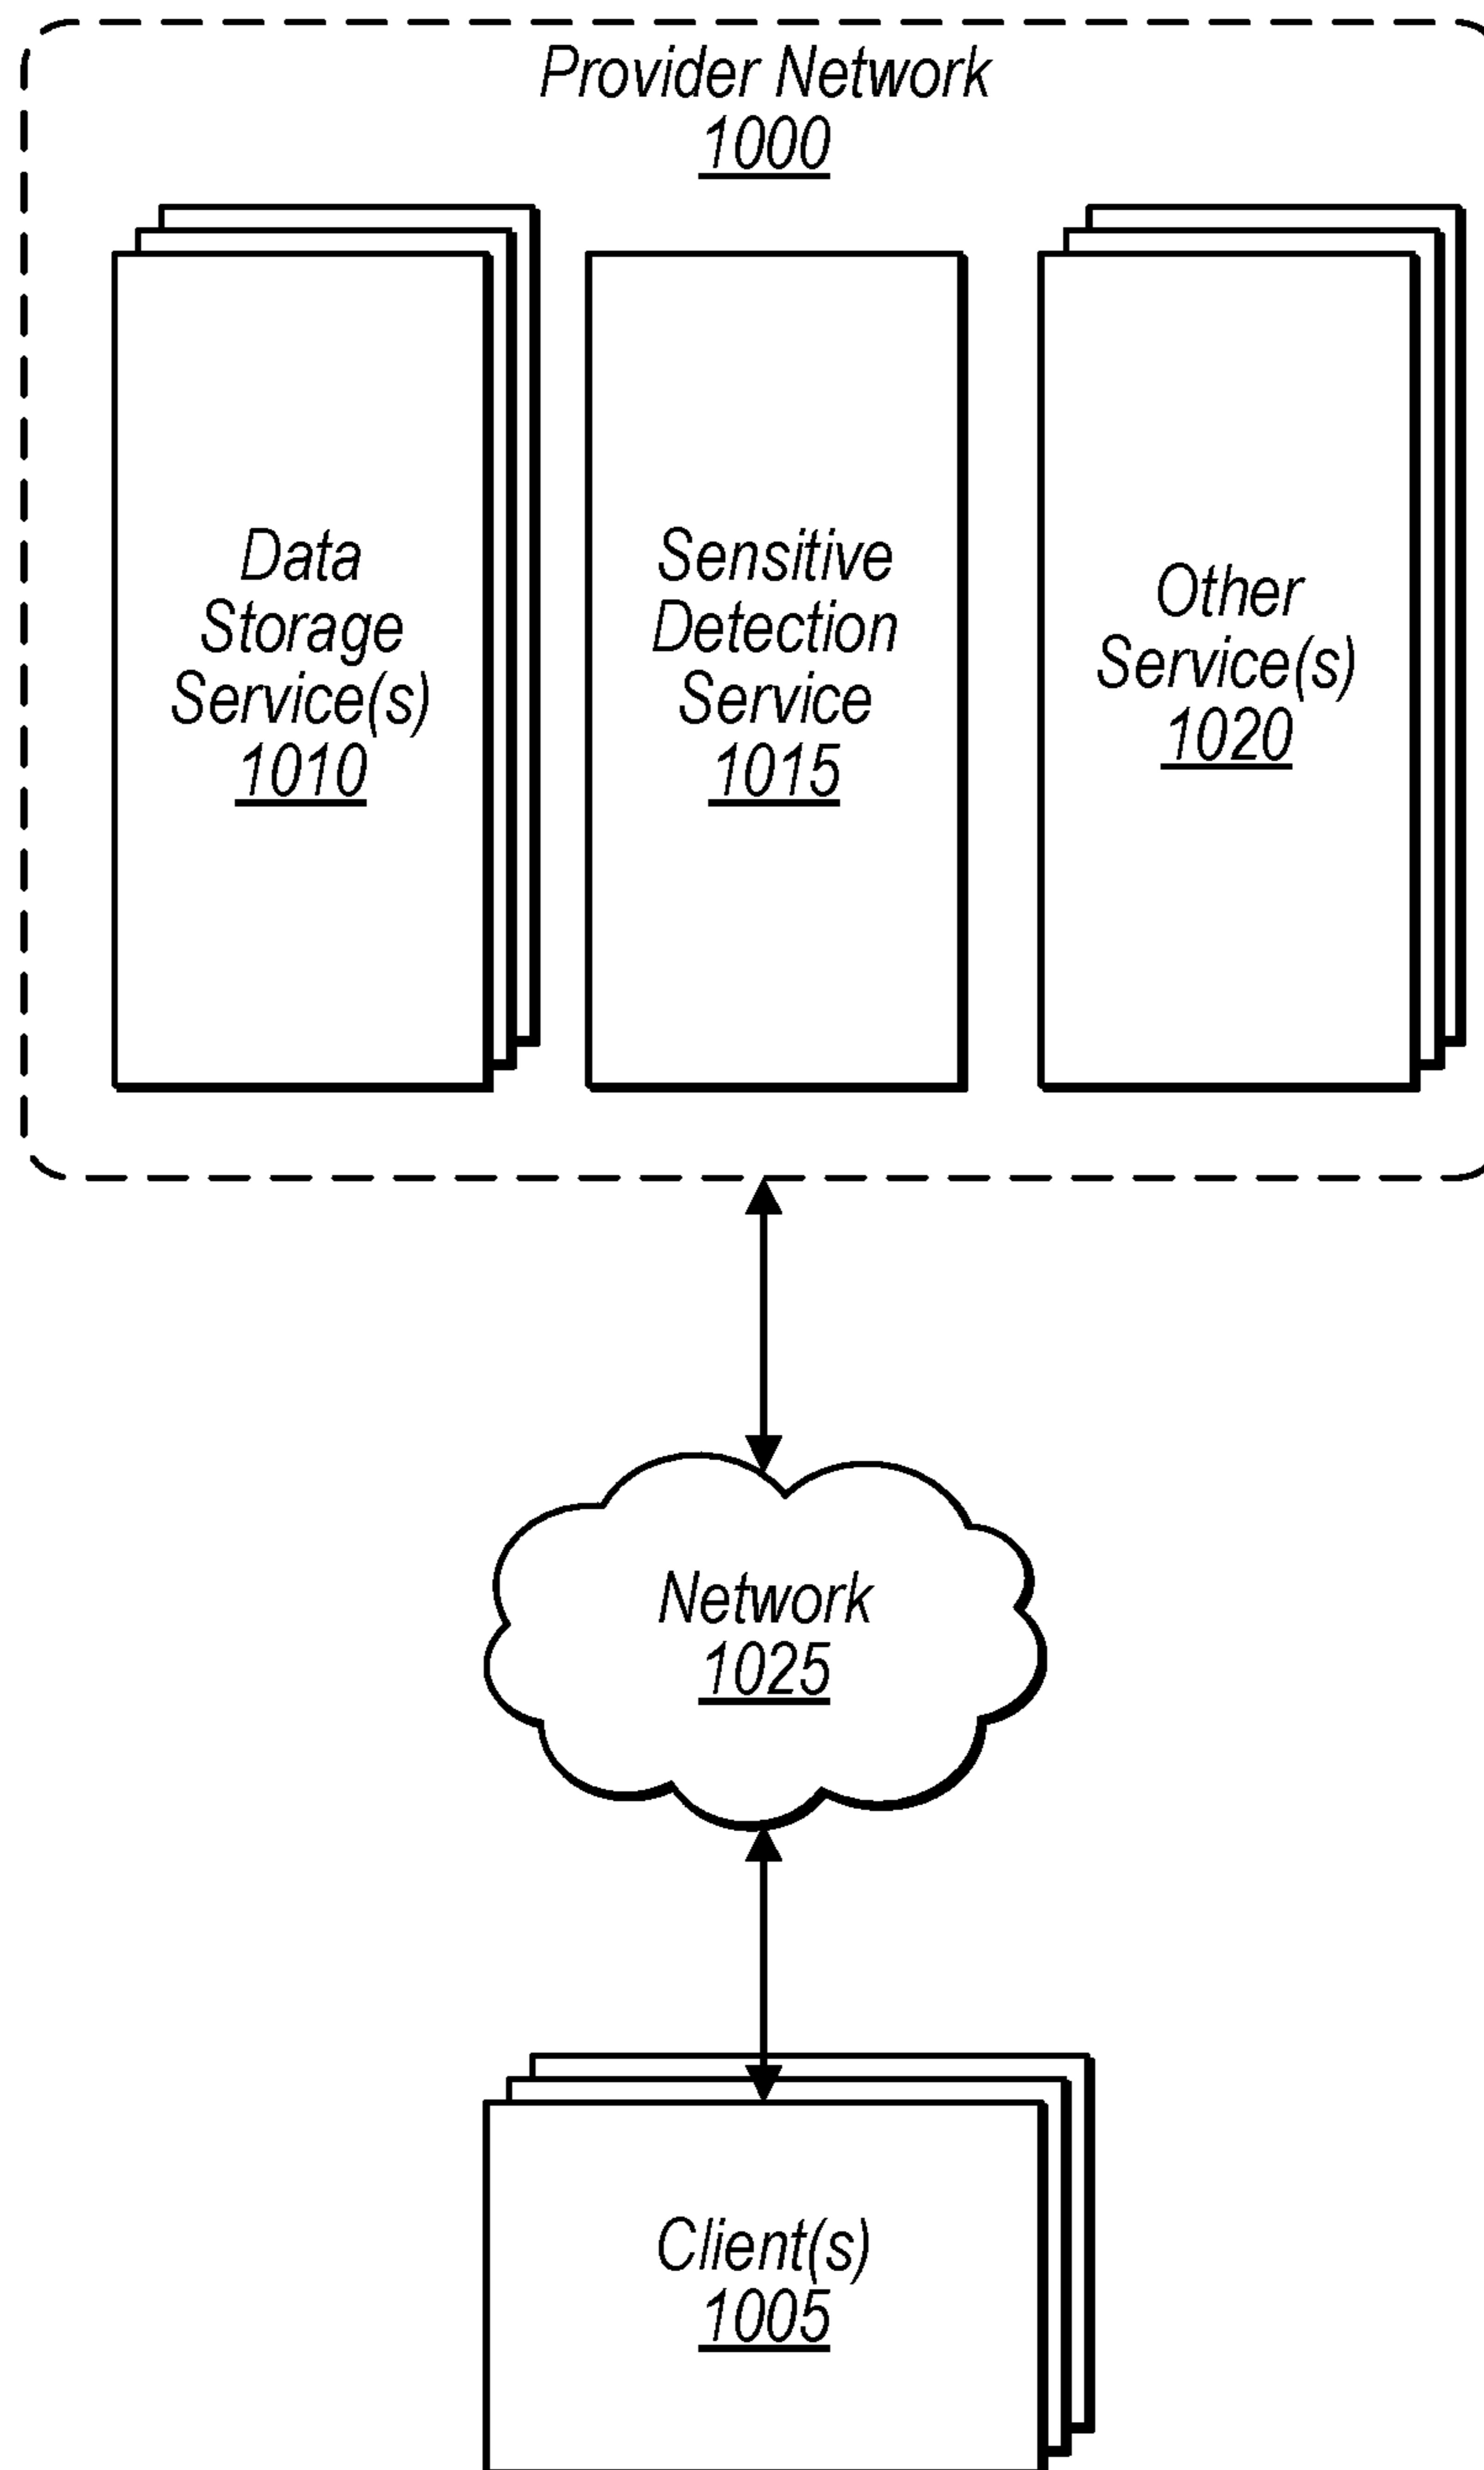 Provider Network
1000
Data
Storage
Service(s)
1010
Sensitive
Detection
Service
1015
Other
Service(s)
1020
Network
1025
Client(s)
1005